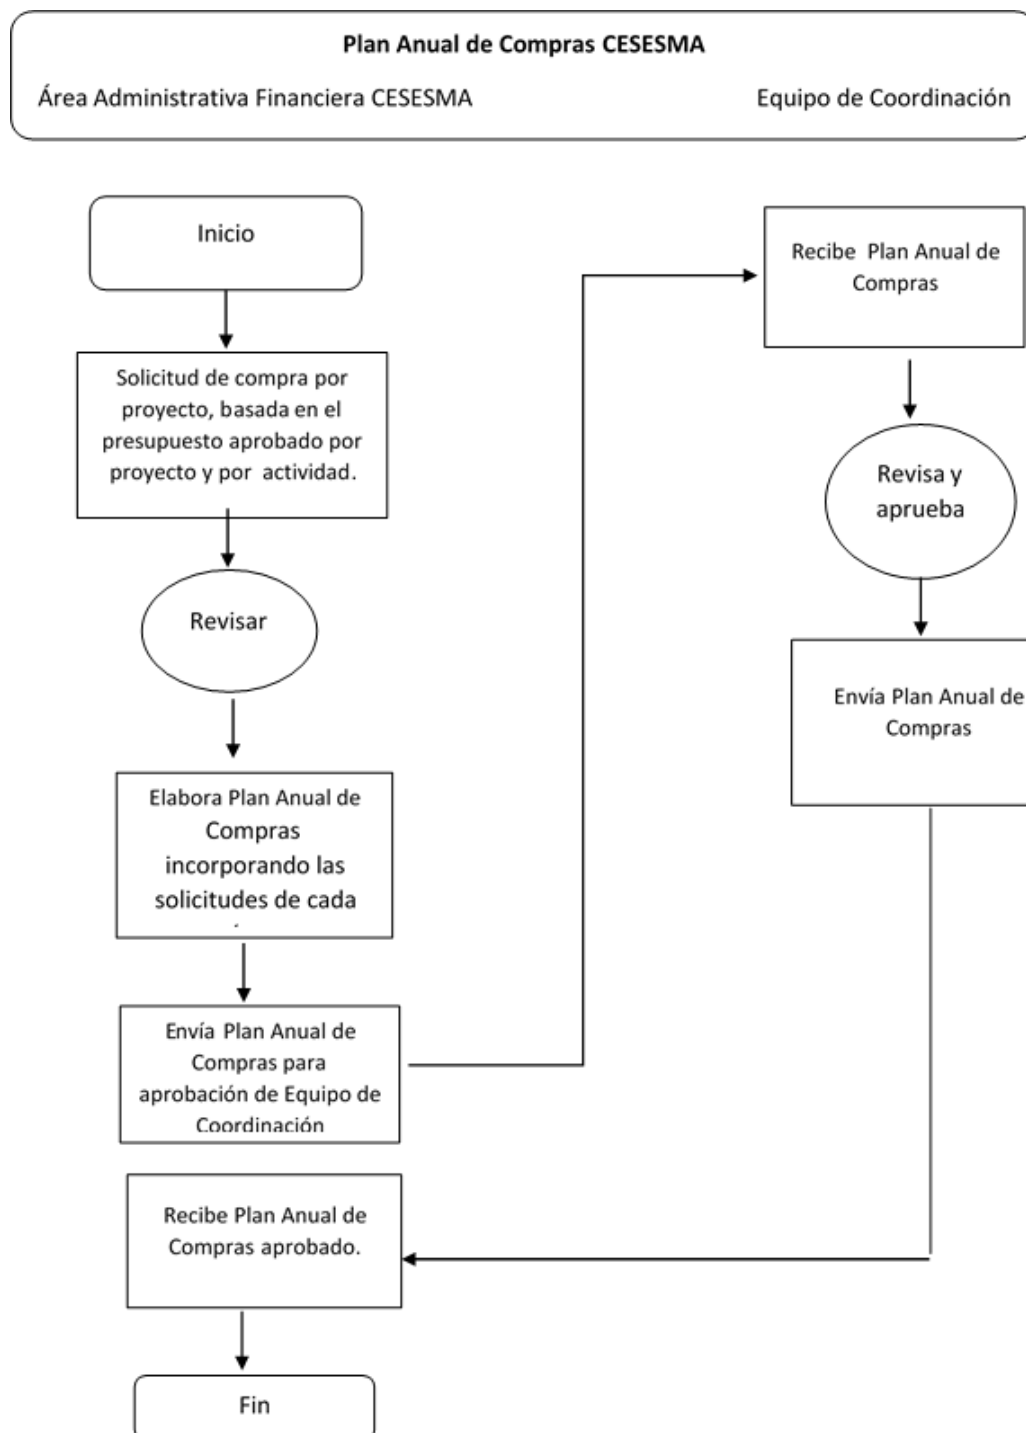 Plan Anual de Compras CESESMA
Área Administrativa Financiera CESESMA
Equipo de Coordinación
Inicio
Solicitud de compra por
proyecto, basada en el
presupuesto aprobado por
proyecto y por actividad.
Revisar
Elabora Plan Anual de
Compras
incorporando las
solicitudes de cada
Envía Plan Anual de
Compras para
aprobación de Equipo de
Coordinación
Recibe Plan Anual de
Compras aprobado.
Fin
Recibe Plan Anual de
Compras
Revisa y
aprueba
Envía Plan Anual de
Compras